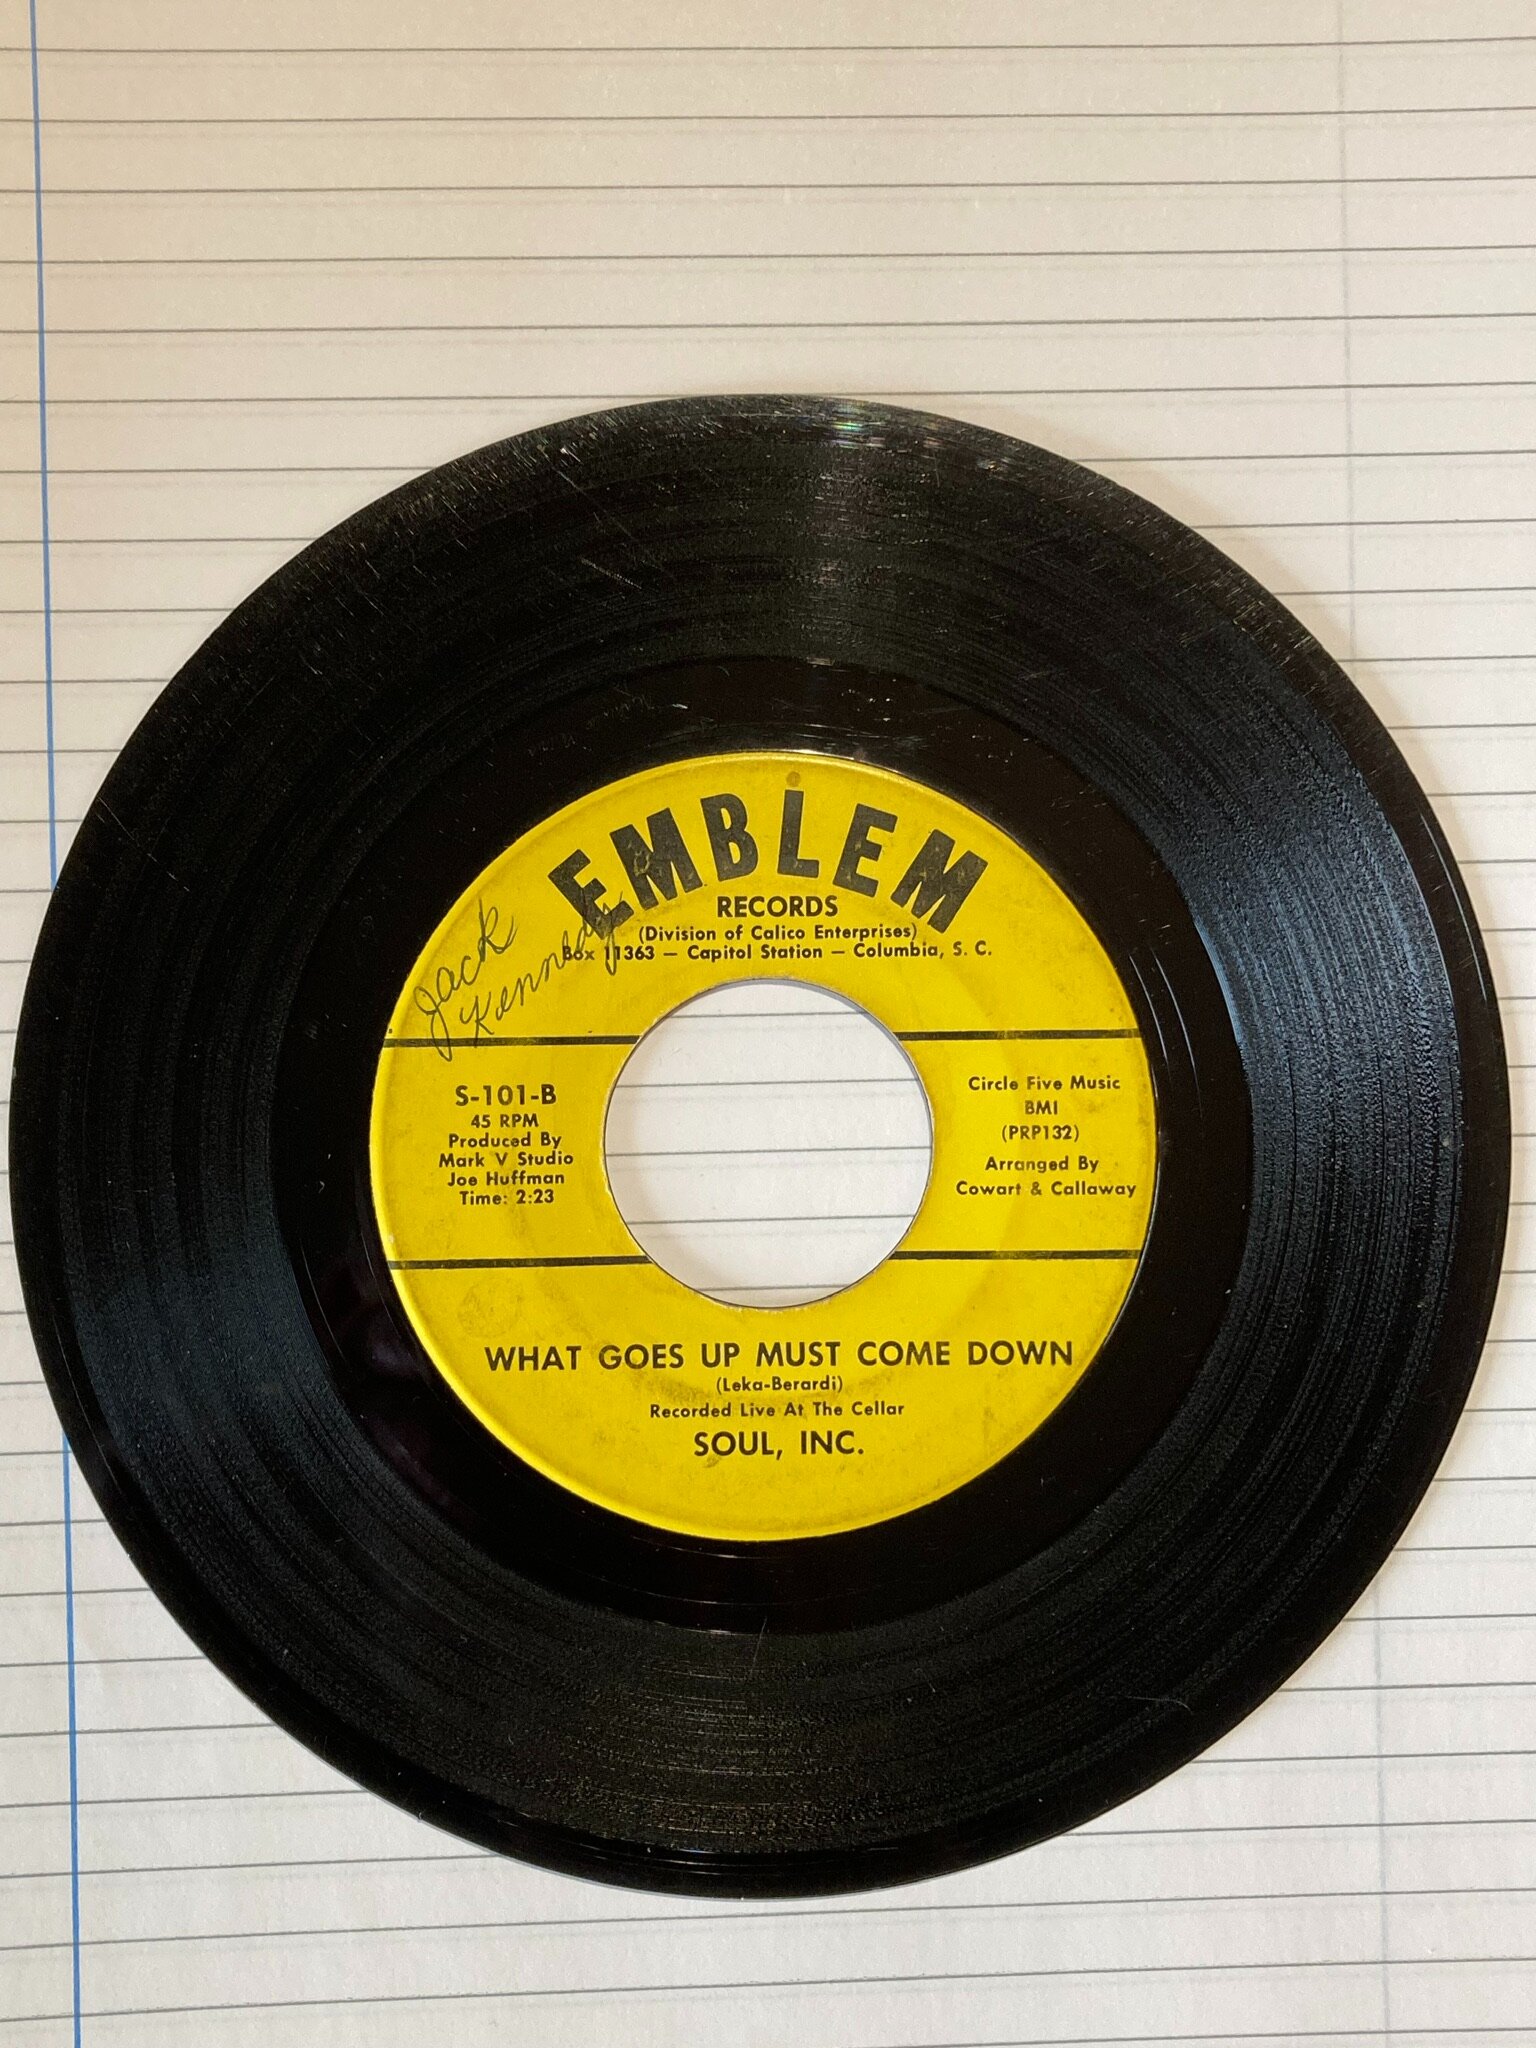 EMBLEM
RECORDS
(Division of Calico Enterprises)
Box 11363 — Capitol Station — Columbia, S. C.
Jack
Kennedy
S-101-B
45 RPM
Produced By
Mark V Studio
Joe Huffman
Time: 2:23
Circle Five Music
BMI
(PRP132)
Arranged By
Cowart & Callaway
WHAT GOES UP MUST COME DOWN
(Leka-Berardi)
Recorded Live At The Cellar
SOUL, INC.